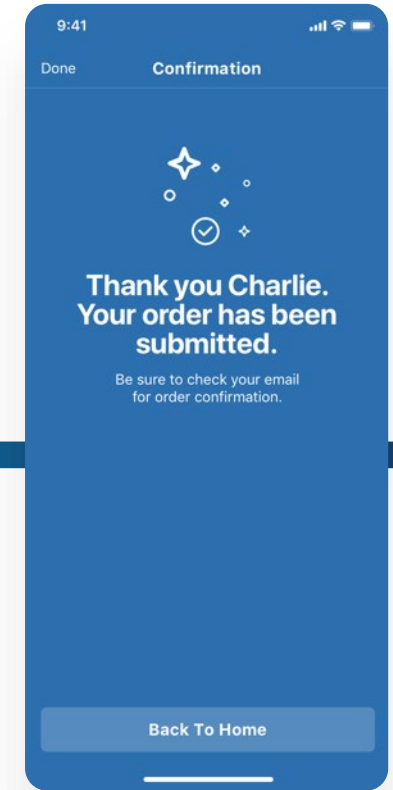 9:41
Done
Confirmation
Thank you Charlie.
Your order has been
submitted.
Be sure to check your email
for order confirmation.
Back To Home